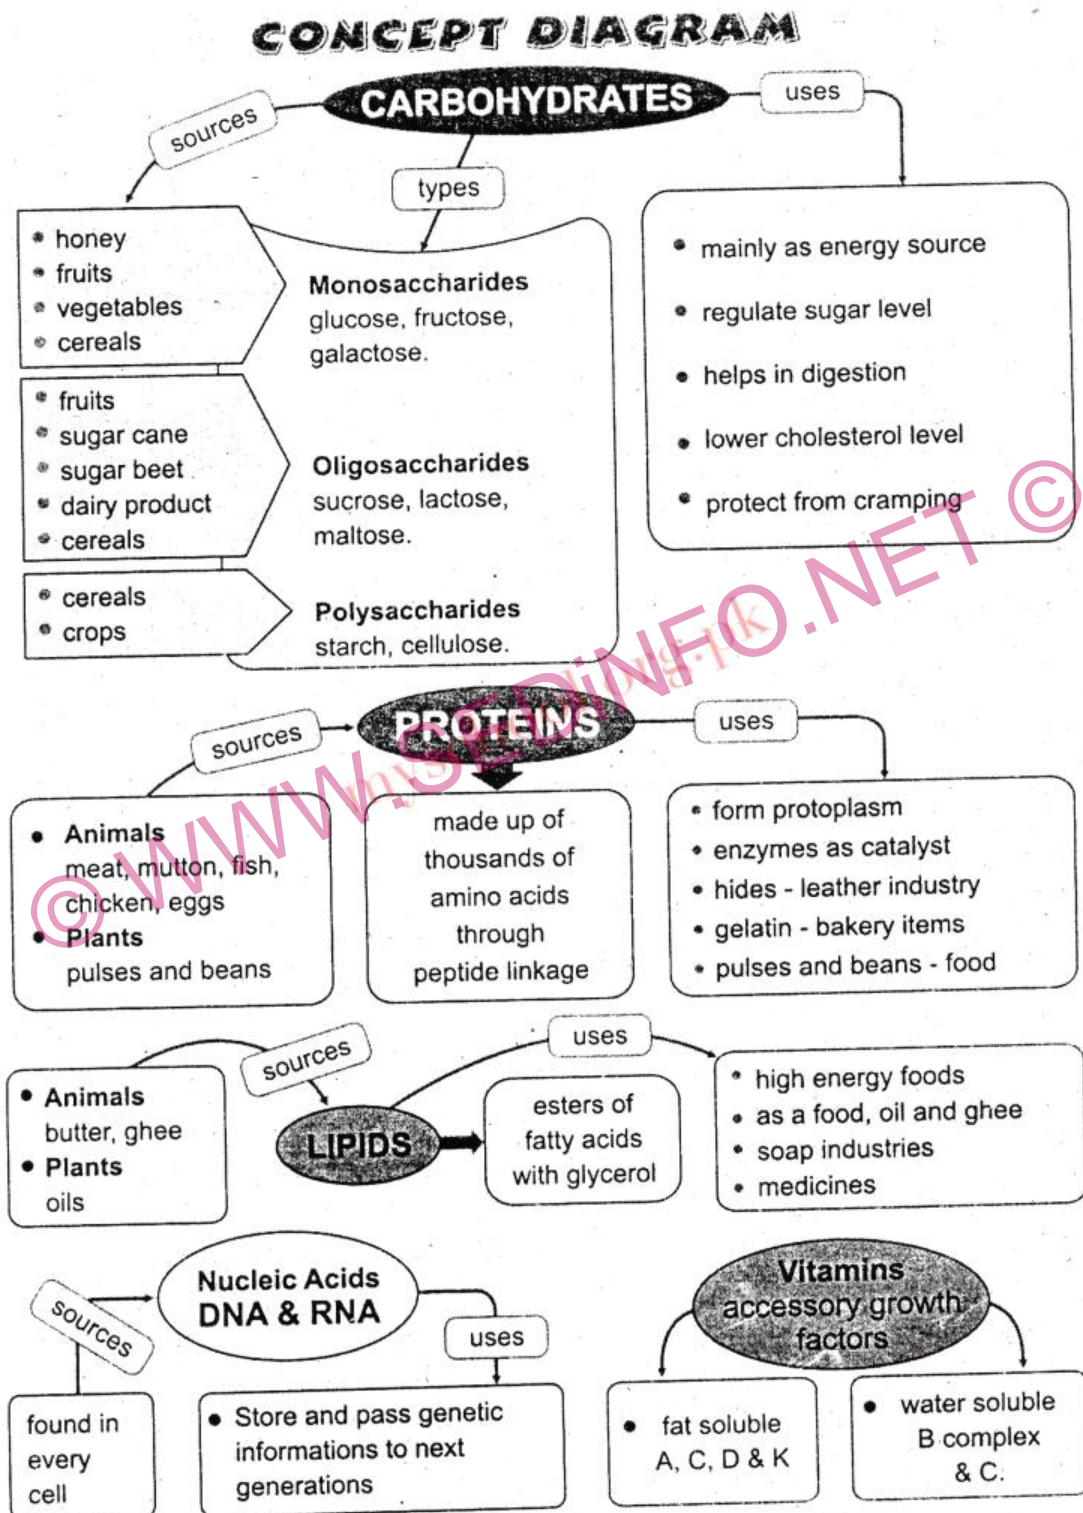 CONCEPT DIAGRAM
CARBOHYDRATES
sources
uses
types
honey
fruits
vegetables
cereals
Monosaccharides
glucose, fructose,
galactose.
mainly as energy source
regulate sugar level
helps in digestion
lower cholesterol level
protect from cramping
fruits
sugar cane
sugar beet
dairy product
cereals
Oligosaccharides
sucrose, lactose,
maltose.
cereals
crops
Polysaccharides
starch, cellulose.
© WWW.SEDiNFO.NET ©
PROTEINS
sources
uses
Animals
meat, mutton, fish,
chicken, eggs
Plants
pulses and beans
made up of
thousands of
amino acids
through
peptide linkage
form protoplasm
enzymes as catalyst
hides - leather industry
gelatin - bakery items
pulses and beans - food
sources
uses
Animals
butter, ghee
Plants
oils
LIPIDS
esters of
fatty acids
with glycerol
high energy foods
as a food, oil and ghee
soap industries
medicines
Nucleic Acids
DNA & RNA
sources
uses
found in
every
cell
Store and pass genetic
informations to next
generations
Vitamins
accessory growth
factors
fat soluble
A, C, D & K
water soluble
B complex
& C.